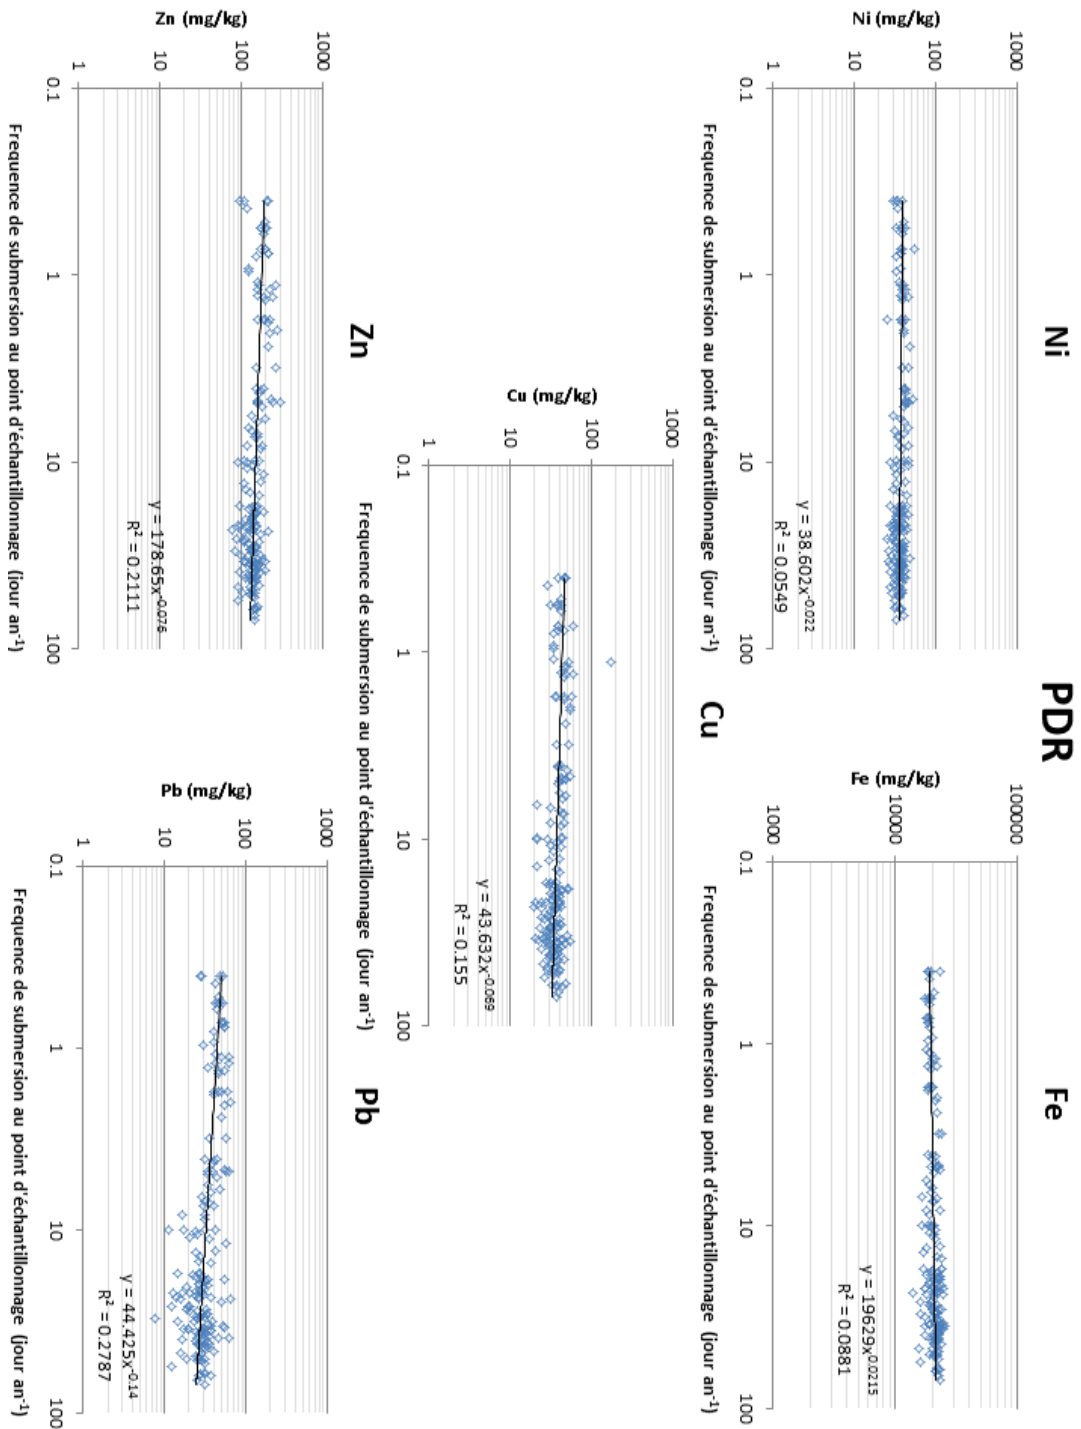 PDR
Ni
Ni (mg/kg)
1000
100
10
1
0.1
1
10
100
y = 38.602x^-0.022
R² = 0.0549
Frequence de submersion au point d'échantillonnage (jour an⁻¹)
Fe
Fe (mg/kg)
100000
10000
1000
0.1
1
10
100
y = 19629x^0.0215
R² = 0.0881
Frequence de submersion au point d'échantillonnage (jour an⁻¹)
Cu
Cu (mg/kg)
1000
100
10
1
0.1
1
10
100
y = 43.632x^-0.069
R² = 0.155
Frequence de submersion au point d'échantillonnage (jour an⁻¹)
Zn
Zn (mg/kg)
1000
100
10
1
0.1
1
10
100
y = 178.65x^-0.076
R² = 0.2111
Frequence de submersion au point d'échantillonnage (jour an⁻¹)
Pb
Pb (mg/kg)
1000
100
10
1
0.1
1
10
100
y = 44.425x^-0.14
R² = 0.2787
Frequence de submersion au point d'échantillonnage (jour an⁻¹)